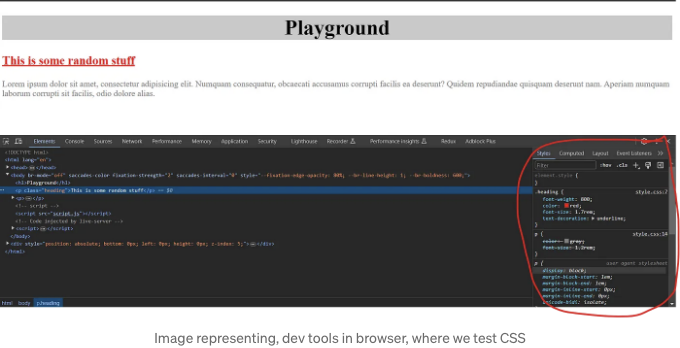 Playground
This is some random stuff
Lorem ipsum dolor sit amet, consectetur adipisicing elit. Numquam consequatur, obcaecati accusamus corrupti facilis ea deserunt? Quidem repudiandae quisquam deserunt nam. Aperiam numquam
laborum corrupti sit facilis, odio dolore alias.
Elements Console Sources Network Performance Memory Application Security Lighthouse Recorder Performance insights Redux Adblock Plus
<!DOCTYPE html>
<html lang="en">
<head> </head>
<body br-mode="off" saccades-color fixation-strength="2" saccades-interval="0" style="--fixation-edge-opacity: 80%; --br-line-height: 1; --br-boldness: 600;">
<h1>Playground</h1>
<p class="heading">This is some random stuff</p> == $0
<p> </p>
<!-- script -->
<script src="script.js"></script>
<!-- Code injected by live-server -->
<script> </script>
</body>
<div style="position: absolute; bottom: 0px; left: 0px; height: 0px; z-index: 1;"> </div>
</html>
html body p.heading
Styles Computed Layout Event Listeners
Filter :hov .cls
element.style {
}
.heading { style.css:7
font-weight: 800;
color: red;
font-size: 1.7rem;
text-decoration: underline;
}
p { style.css:14
color: gray;
font-size: 1.2rem;
}
p { user agent stylesheet
display: block;
margin-block-start: 1em;
margin-block-end: 1em;
margin-inline-start: 0px;
margin-inline-end: 0px;
unicode-bidi: isolate;
Image representing, dev tools in browser, where we test CSS